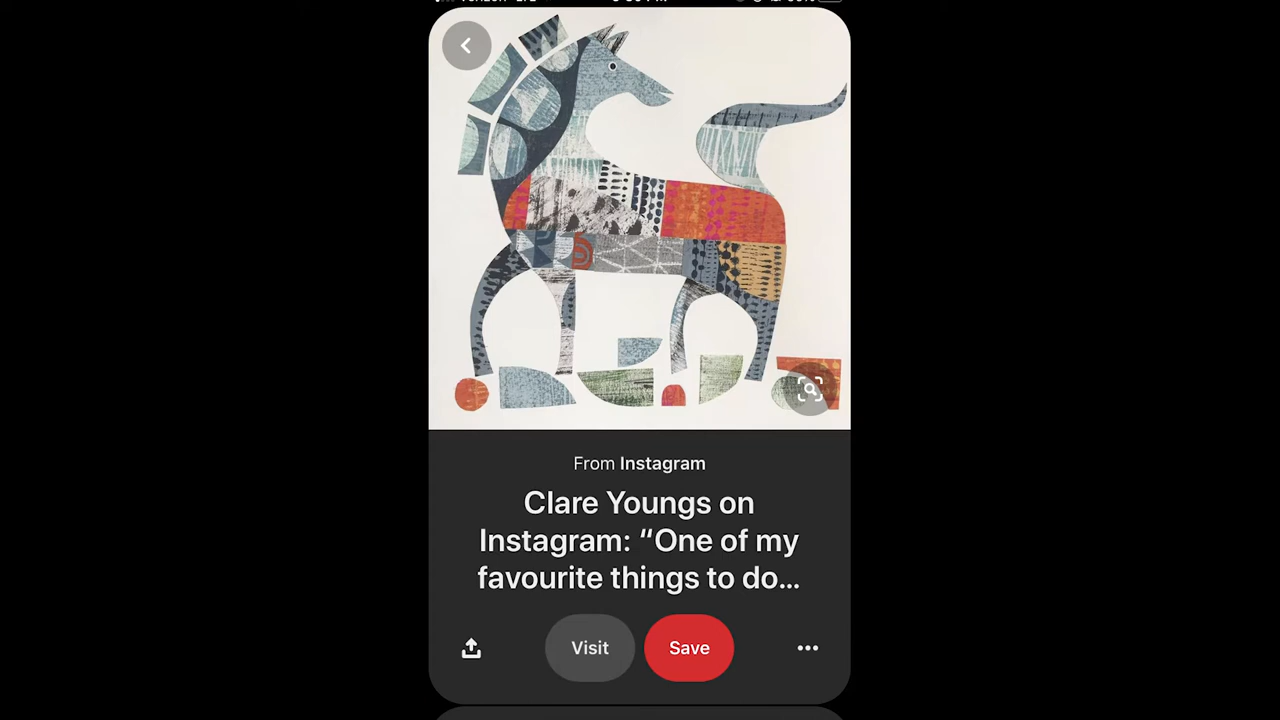 From Instagram
Clare Youngs on
Instagram: “One of my
favourite things to do...
Visit
Save